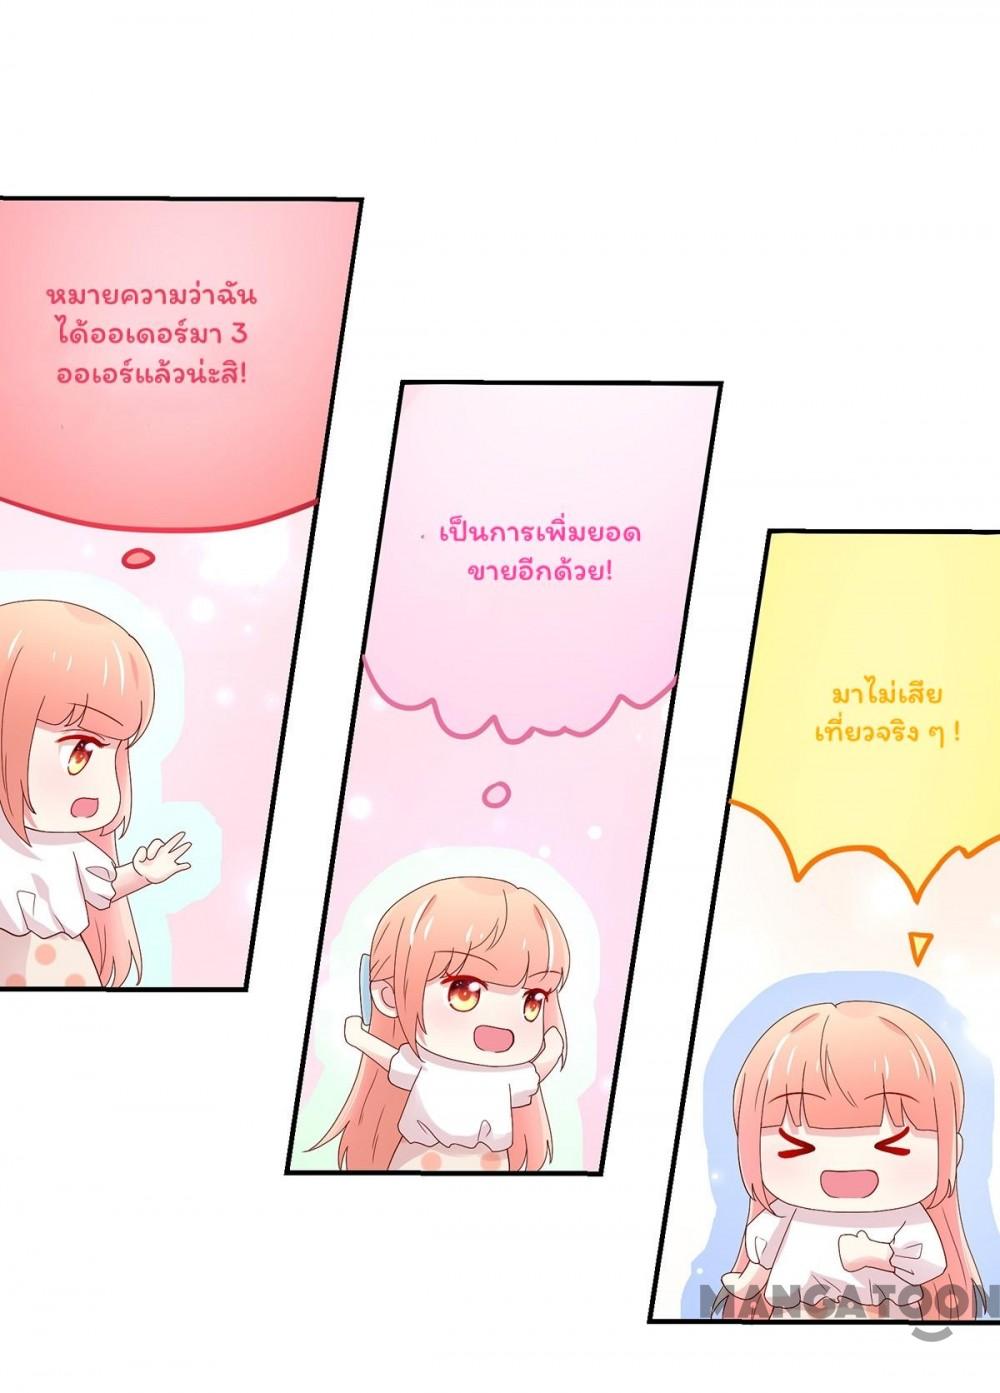 หมายความว่าฉัน
ได้ออเดอร์มา 3
ออเอร์แล้วน่ะสิ!
เป็นการเพิ่มยอด
ขายอีกด้วย!
มาไม่เสีย
เที่ยวจริง ๆ !
MANGATOON